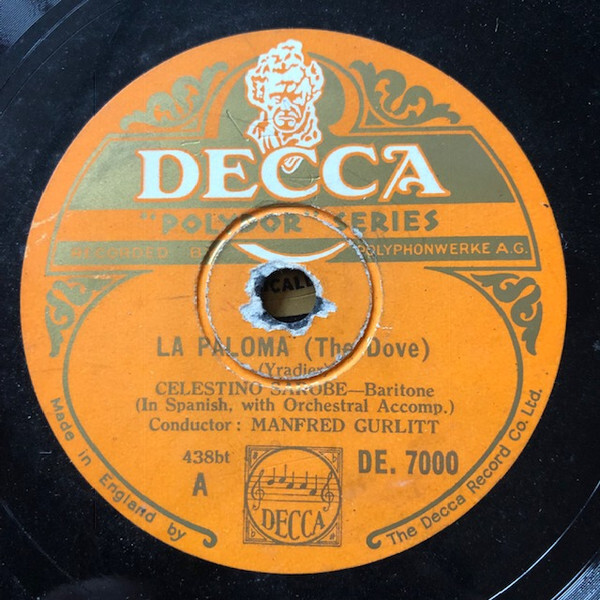 DECCA
"POLYDOR" SERIES
RECORDED BY POLYPHONWERKE A.G.
LA PALOMA (The Dove)
(Yradier)
CELESTINO SAROBE—Baritone
(In Spanish, with Orchestral Accomp.)
Conductor: MANFRED GURLITT
438bt
A
DECCA
DE. 7000
Made in England by
The Decca Record Co. Ltd.